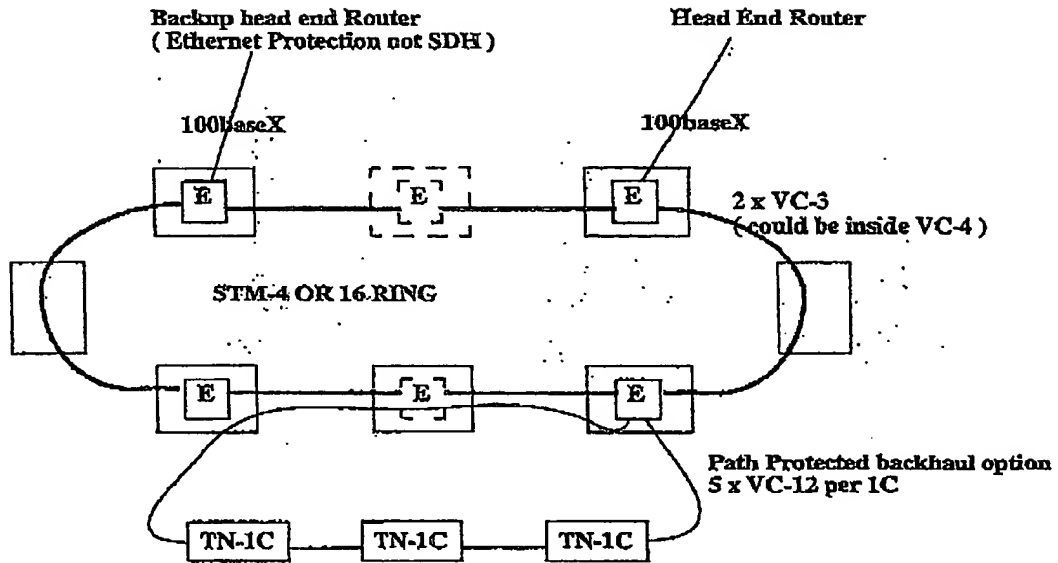 Backup head end Router
( Ethernet Protection not SDH )
Head End Router
100baseX
100baseX
E
E
E
2 x VC-3
( could be inside VC-4 )
STM-4 OR 16 RING
E
E
E
Path Protected backhaul option
5 x VC-12 per 1C
TN-1C
TN-1C
TN-1C